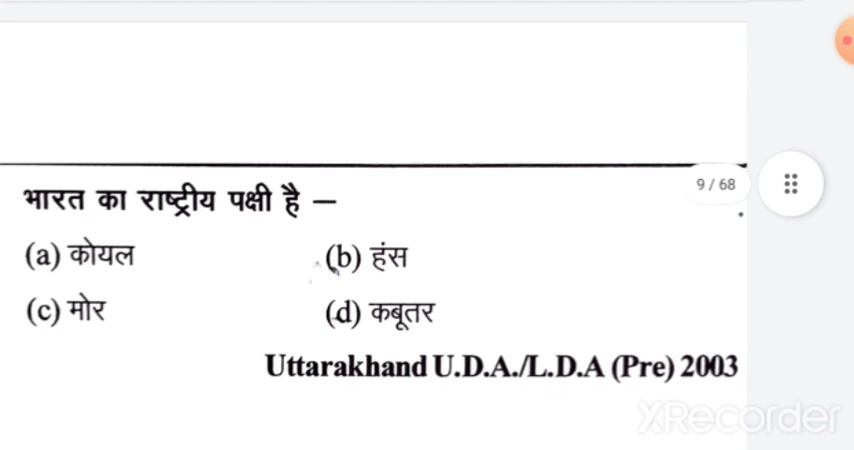 भारत का राष्ट्रीय पक्षी है –
9 / 68
(a) कोयल (b) हंस
(c) मोर (d) कबूतर
Uttarakhand U.D.A./L.D.A (Pre) 2003
XRecorder